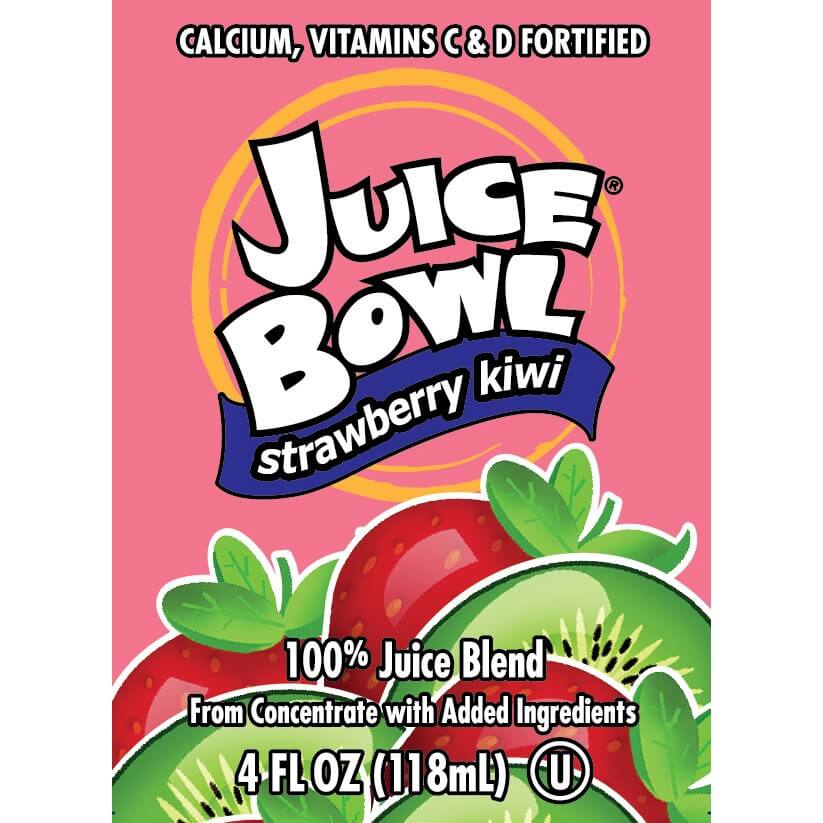 CALCIUM, VITAMINS C & D FORTIFIED
JUICE®
BOWL
strawberry kiwi
100% Juice Blend
From Concentrate with Added Ingredients
4 FL OZ (118mL) U